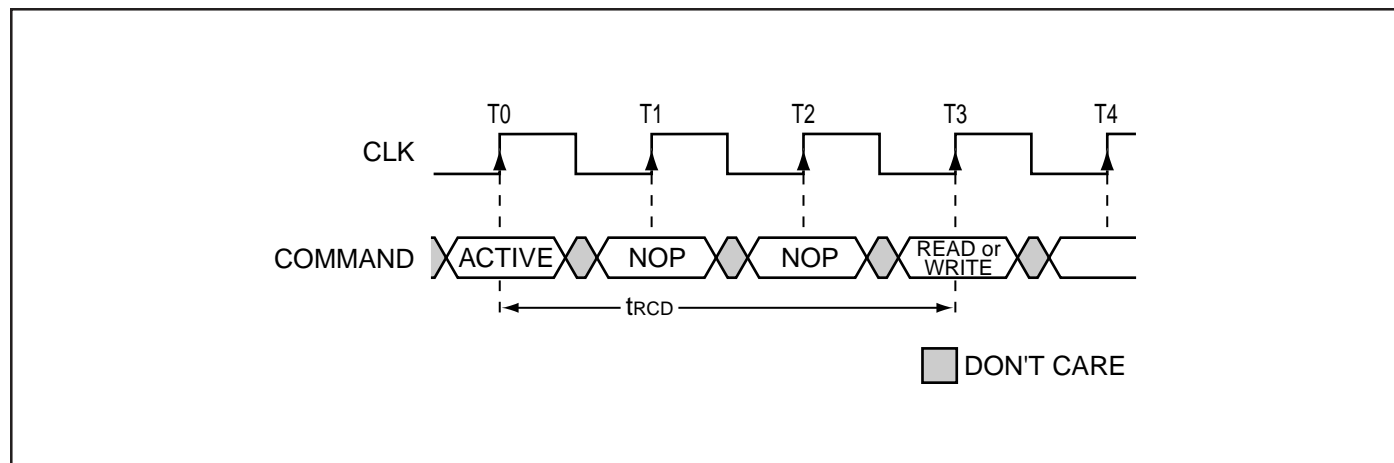 T0 T1 T2 T3 T4
CLK
COMMAND ACTIVE NOP NOP READ or
WRITE
tRCD
DON'T CARE